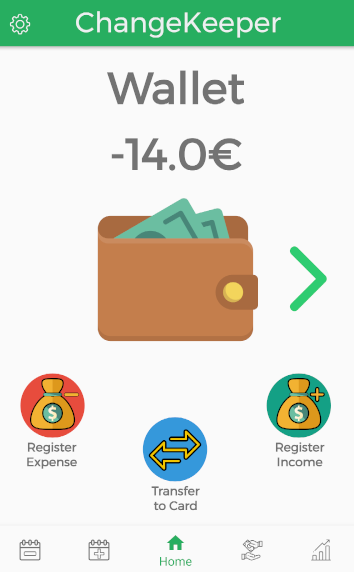 ChangeKeeper
Wallet
-14.0€
Register
Expense
Register
Income
Transfer
to Card
Home